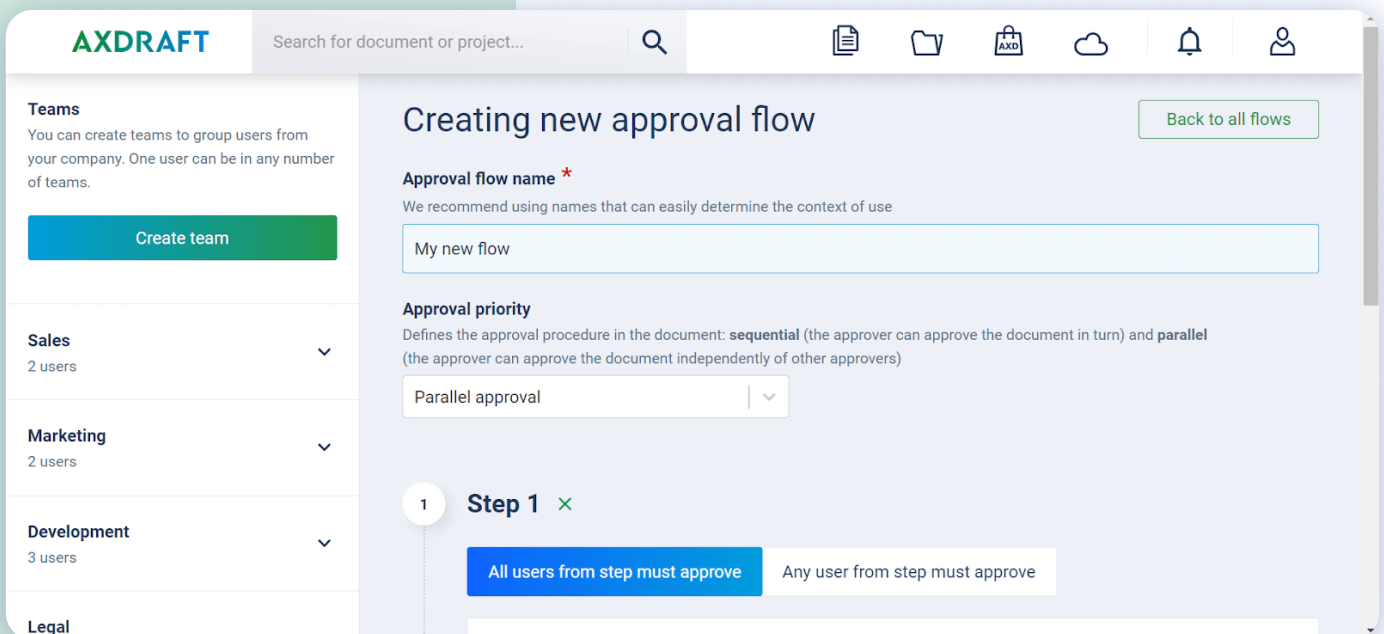 AXDRAFT
Search for document or project...
AXD
Teams
You can create teams to group users from
your company. One user can be in any number
of teams.
Create team
Sales
2 users
Marketing
2 users
Development
3 users
Legal
Creating new approval flow
Back to all flows
Approval flow name *
We recommend using names that can easily determine the context of use
My new flow
Approval priority
Defines the approval procedure in the document: sequential (the approver can approve the document in turn) and parallel
(the approver can approve the document independently of other approvers)
Parallel approval
1
Step 1
All users from step must approve
Any user from step must approve